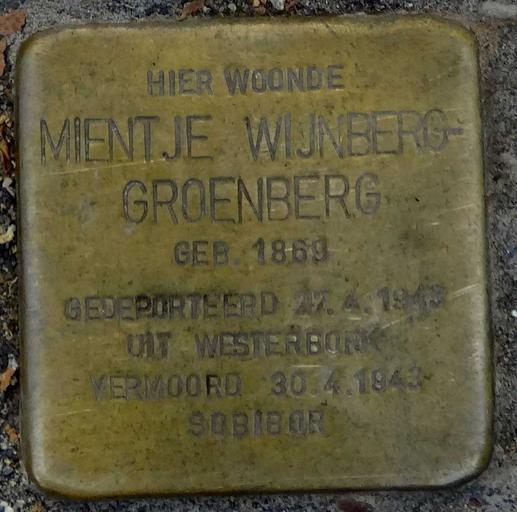 HIER WOONDE
MIENTJE WIJNBERG-
GROENBERG
GEB. 1869
GEDEPORTEERD 27.4.1943
UIT WESTERBORK
VERMOORD 30.4.1943
SOBIBOR